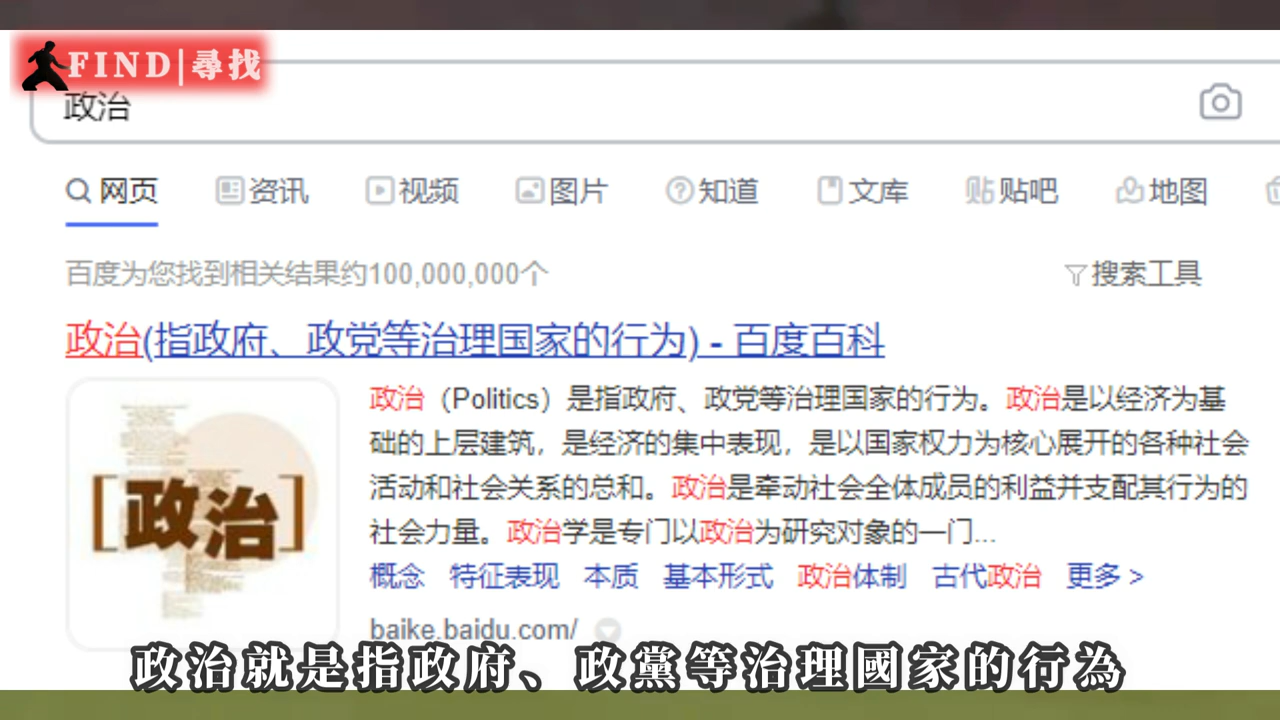 FIND|尋找
政治
网页 资讯 视频 图片 知道 文库 贴吧 地图
百度为您找到相关结果约100,000,000个 搜索工具
政治(指政府、政党等治理国家的行为) - 百度百科
[政治]
政治（Politics）是指政府、政党等治理国家的行为。政治是以经济为基
础的上层建筑，是经济的集中表现，是以国家权力为核心展开的各种社会
活动和社会关系的总和。政治是牵动社会全体成员的利益并支配其行为的
社会力量。政治学是专门以政治为研究对象的一门...
概念 特征表现 本质 基本形式 政治体制 古代政治 更多 >
baike.baidu.com/
政治就是指政府、政黨等治理國家的行為